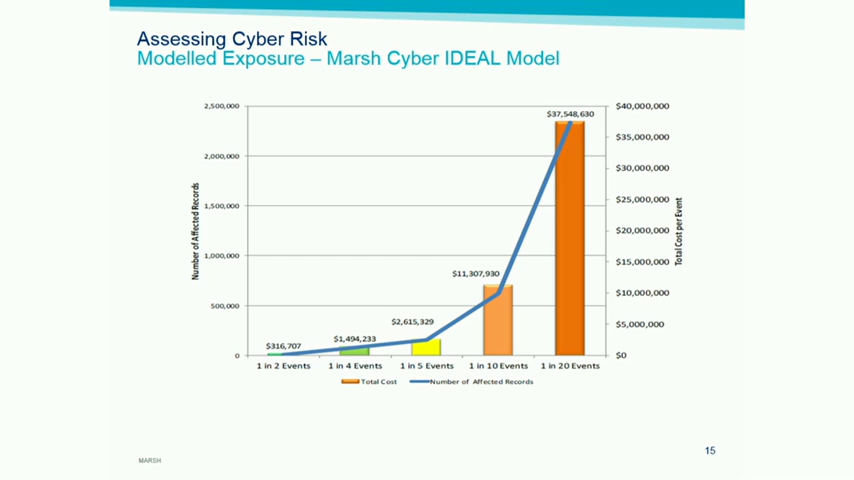 Assessing Cyber Risk
Modelled Exposure – Marsh Cyber IDEAL Model
Number of Affected Records
2,500,000
2,000,000
1,500,000
1,000,000
500,000
0
$316,707
$1,494,233
$2,615,329
$11,307,930
$37,548,630
$40,000,000
$35,000,000
$30,000,000
$25,000,000
$20,000,000
$15,000,000
$10,000,000
$5,000,000
$0
Total Cost per Event
1 in 2 Events
1 in 4 Events
1 in 5 Events
1 in 10 Events
1 in 20 Events
Total Cost
Number of Affected Records
15
MARSH